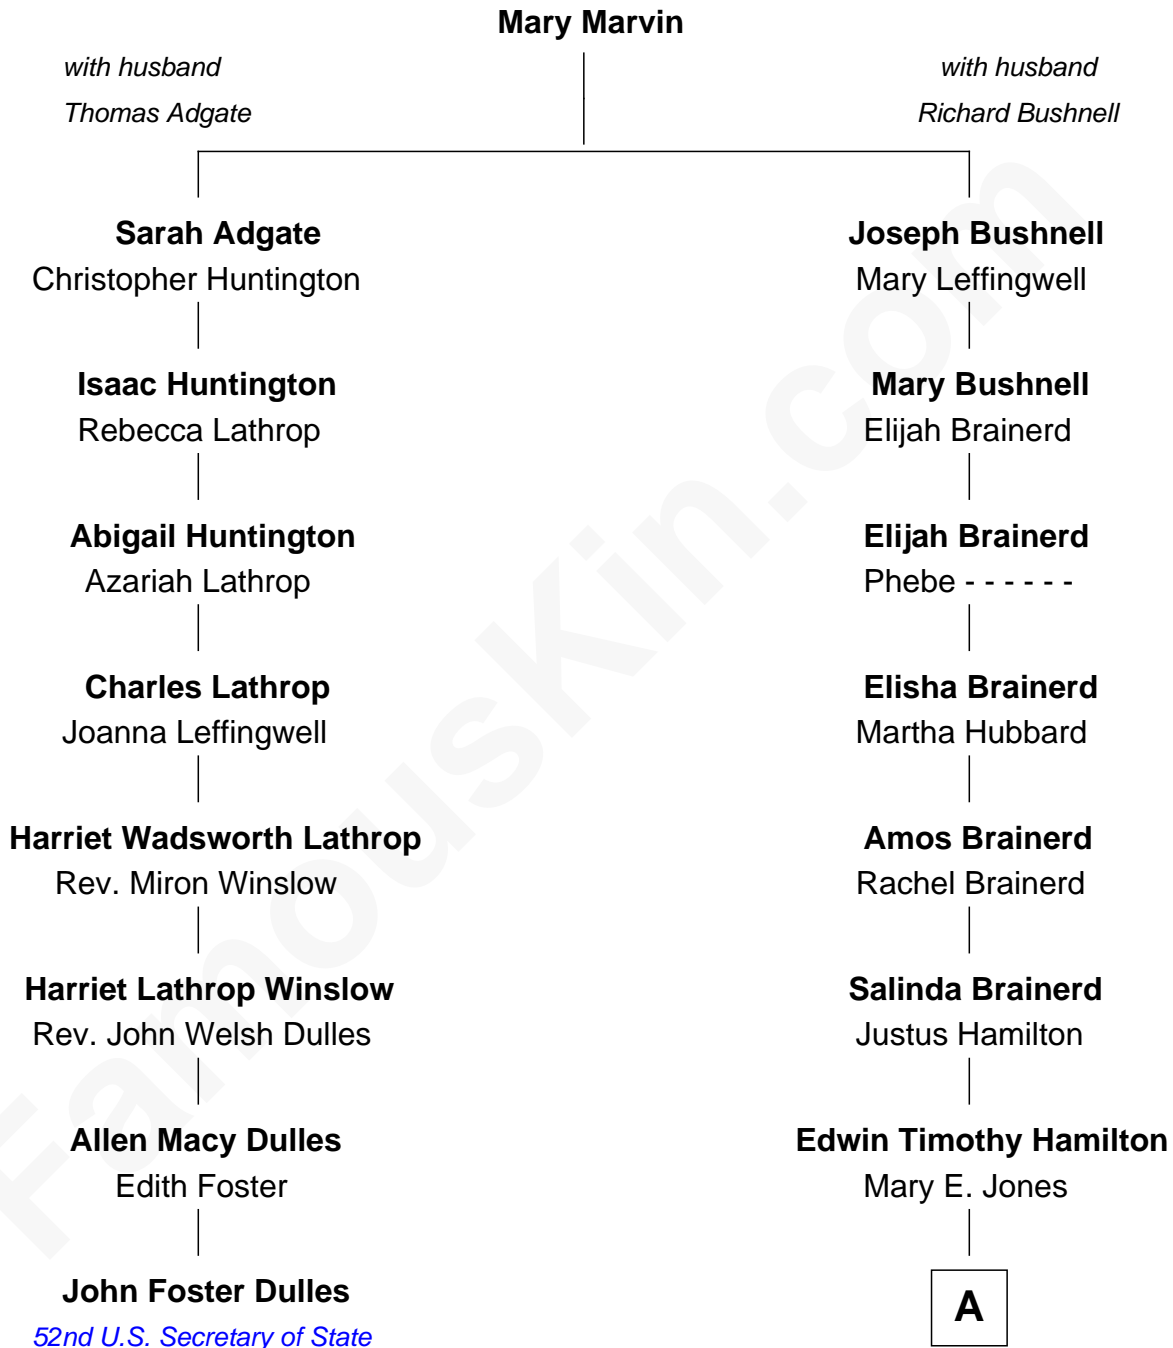 Mary Marvin
with husband
Thomas Adgate
with husband
Richard Bushnell
Sarah Adgate
Christopher Huntington
Joseph Bushnell
Mary Leffingwell
Isaac Huntington
Rebecca Lathrop
Mary Bushnell
Elijah Brainerd
Abigail Huntington
Azariah Lathrop
Elijah Brainerd
Phebe - - - - - -
Charles Lathrop
Joanna Leffingwell
Elisha Brainerd
Martha Hubbard
Harriet Wadsworth Lathrop
Rev. Miron Winslow
Amos Brainerd
Rachel Brainerd
Harriet Lathrop Winslow
Rev. John Welsh Dulles
Salinda Brainerd
Justus Hamilton
Allen Macy Dulles
Edith Foster
Edwin Timothy Hamilton
Mary E. Jones
John Foster Dulles
52nd U.S. Secretary of State
A
FamousKin.com